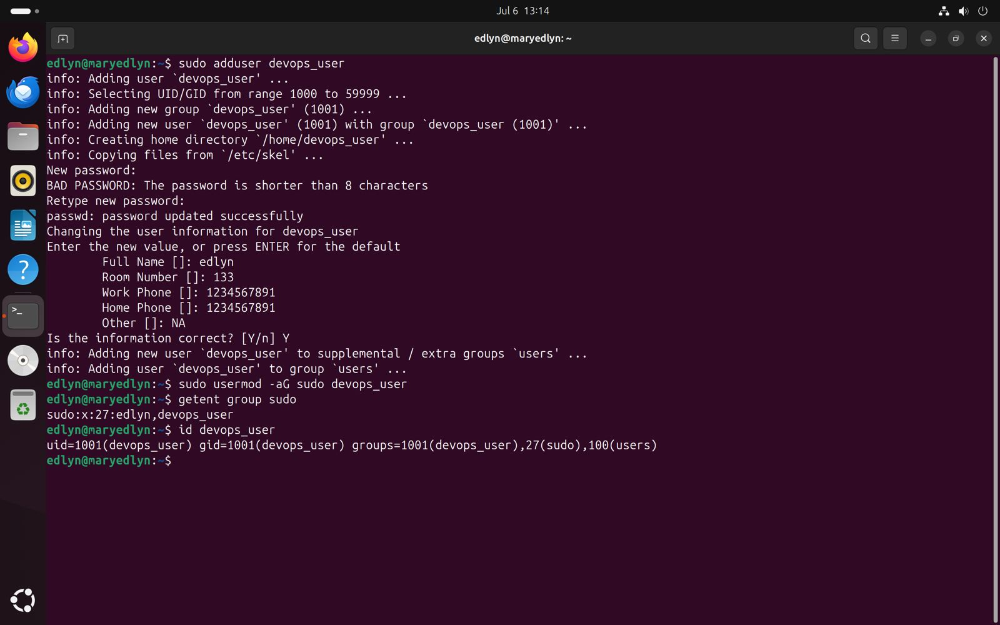 Jul 6 13:14
edlyn@maryedlyn: ~
edlyn@maryedlyn:~$ sudo adduser devops_user
info: Adding user `devops_user' ...
info: Selecting UID/GID from range 1000 to 59999 ...
info: Adding new group `devops_user' (1001) ...
info: Adding new user `devops_user' (1001) with group `devops_user (1001)' ...
info: Creating home directory `/home/devops_user' ...
info: Copying files from `/etc/skel' ...
New password:
BAD PASSWORD: The password is shorter than 8 characters
Retype new password:
passwd: password updated successfully
Changing the user information for devops_user
Enter the new value, or press ENTER for the default
Full Name []: edlyn
Room Number []: 133
Work Phone []: 1234567891
Home Phone []: 1234567891
Other []: NA
Is the information correct? [Y/n] Y
info: Adding new user `devops_user' to supplemental / extra groups `users' ...
info: Adding user `devops_user' to group `users' ...
edlyn@maryedlyn:~$ sudo usermod -aG sudo devops_user
edlyn@maryedlyn:~$ getent group sudo
sudo:x:27:edlyn,devops_user
edlyn@maryedlyn:~$ id devops_user
uid=1001(devops_user) gid=1001(devops_user) groups=1001(devops_user),27(sudo),100(users)
edlyn@maryedlyn:~$